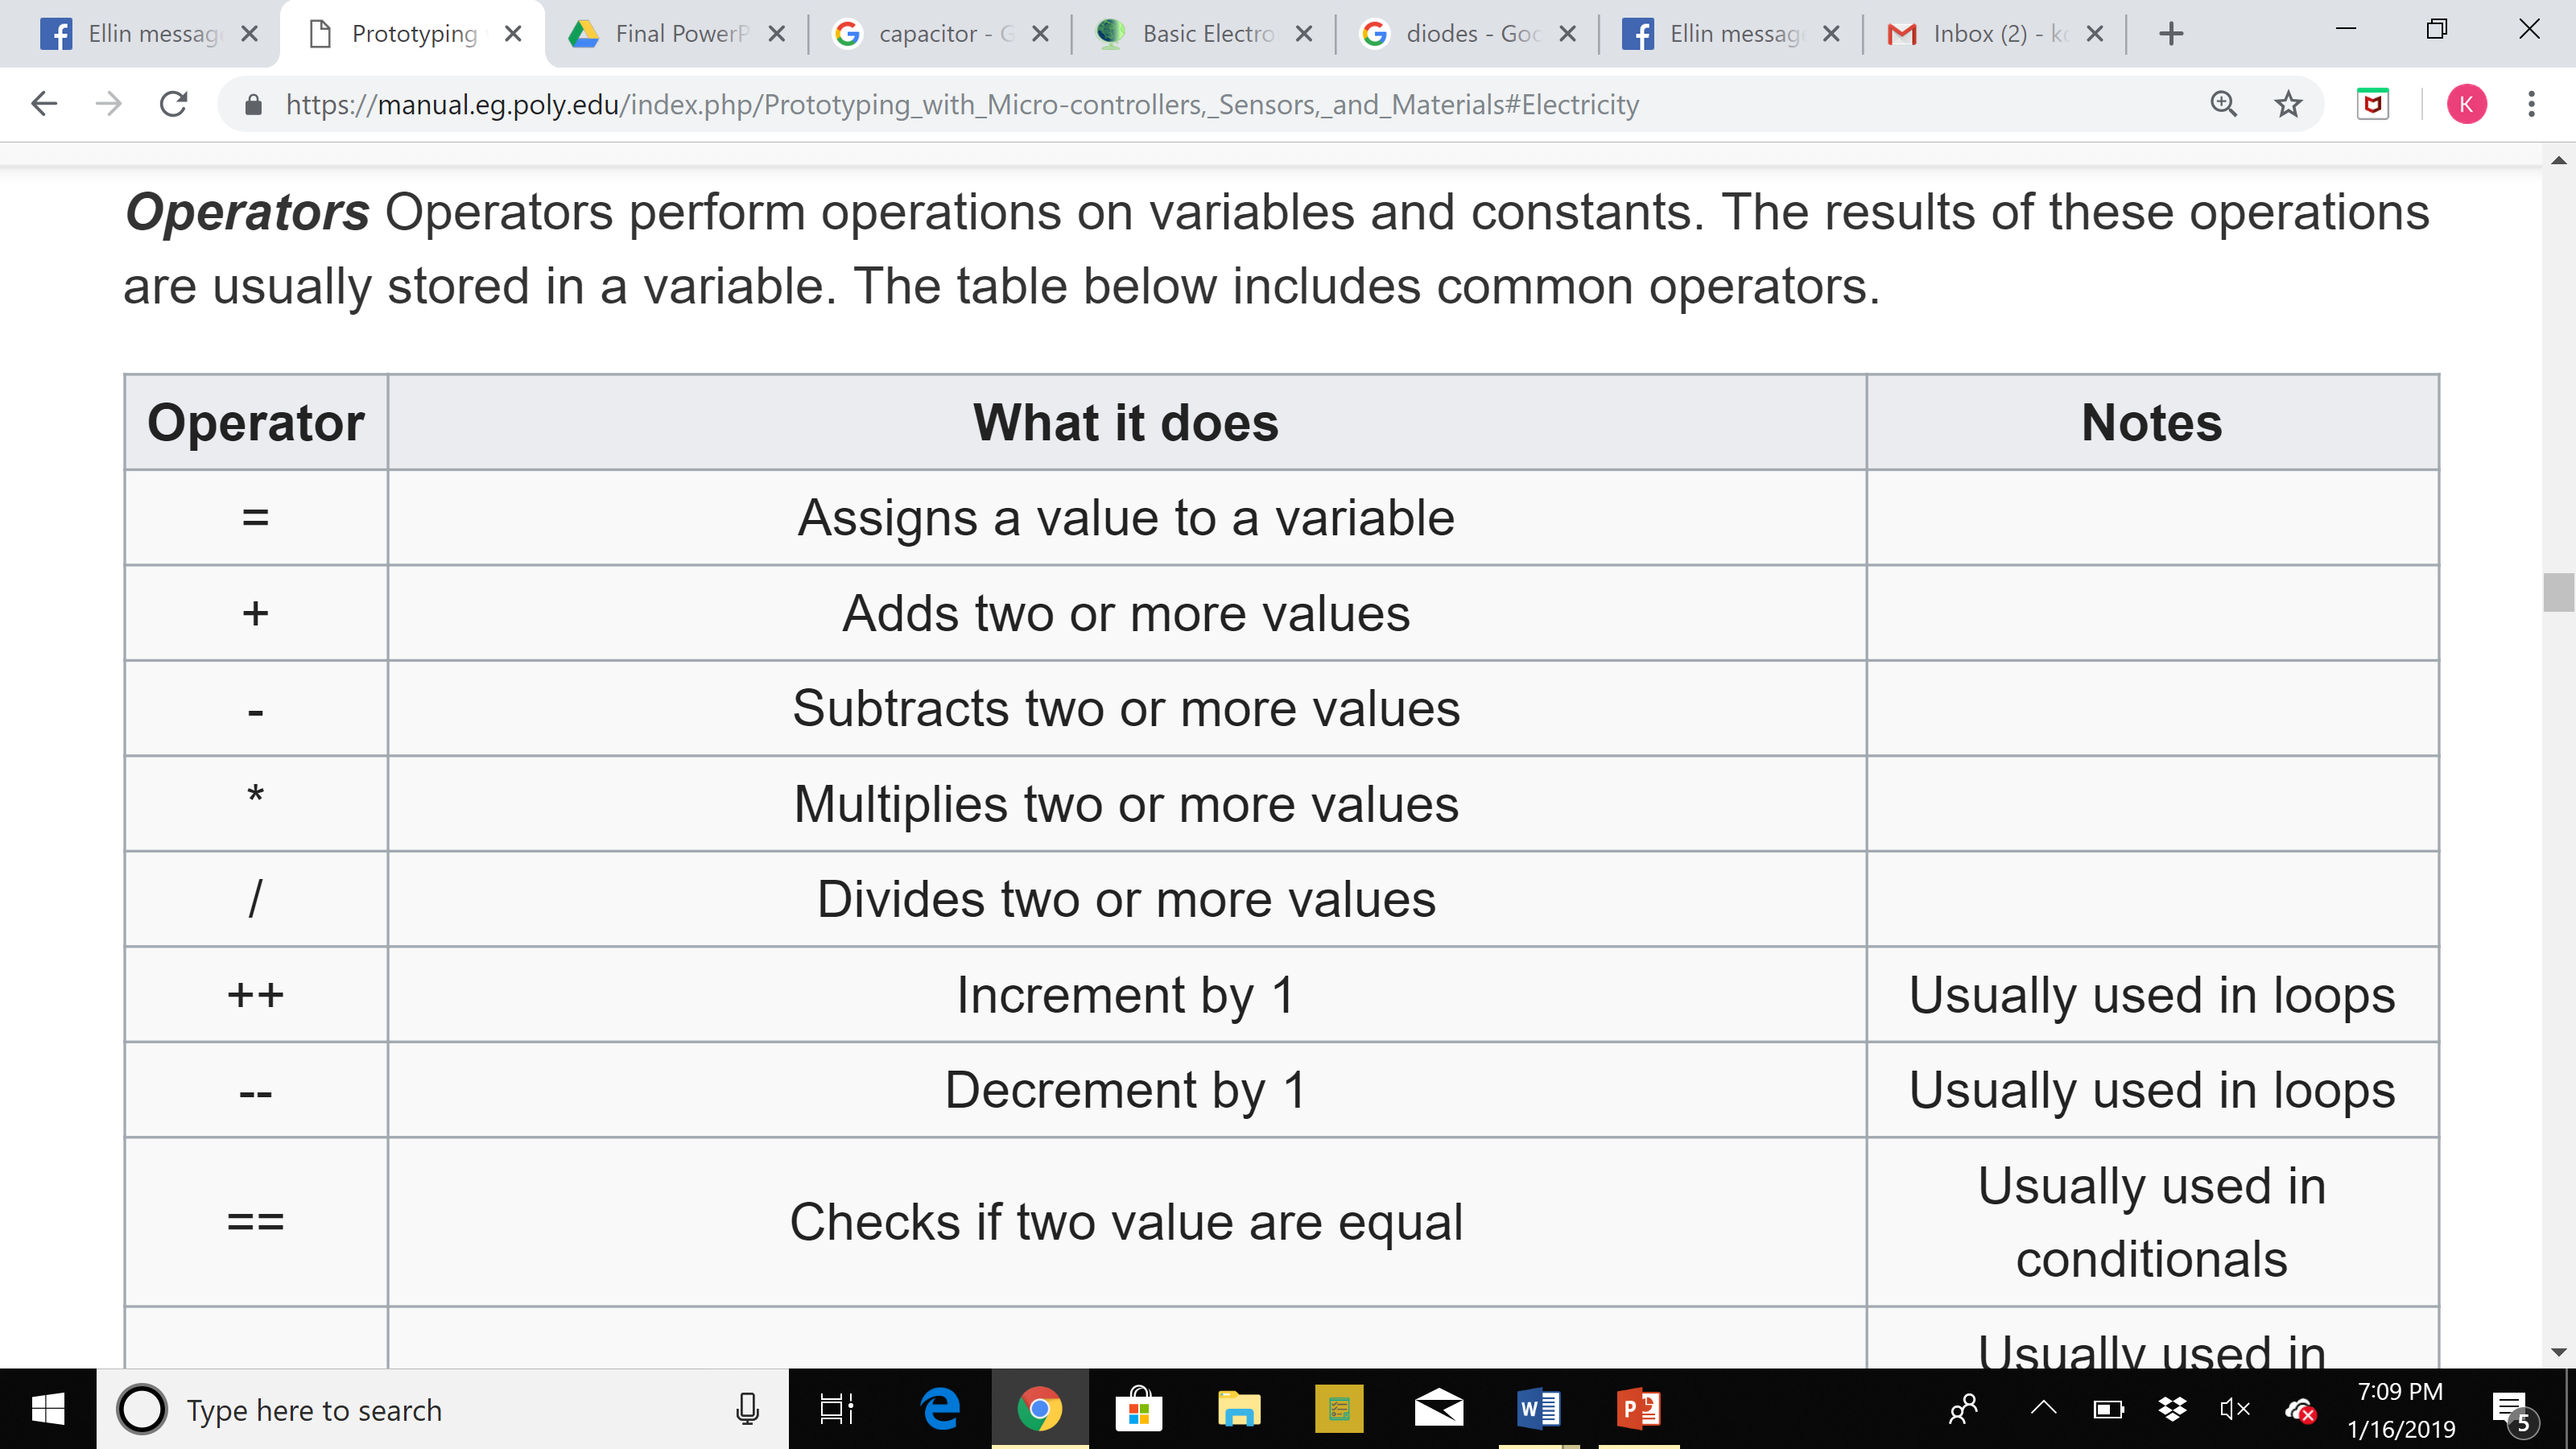 Ellin messag
Prototyping
Final PowerP
capacitor - G
Basic Electro
diodes - Goo
Ellin messag
Inbox (2) - k
https://manual.eg.poly.edu/index.php/Prototyping_with_Micro-controllers,_Sensors,_and_Materials#Electricity
K
Operators Operators perform operations on variables and constants. The results of these operations
are usually stored in a variable. The table below includes common operators.
Operator What it does Notes
= Assigns a value to a variable
+ Adds two or more values
- Subtracts two or more values
* Multiplies two or more values
/ Divides two or more values
++ Increment by 1 Usually used in loops
-- Decrement by 1 Usually used in loops
== Checks if two value are equal Usually used in
conditionals
Usually used in
Type here to search
7:09 PM
1/16/2019
5